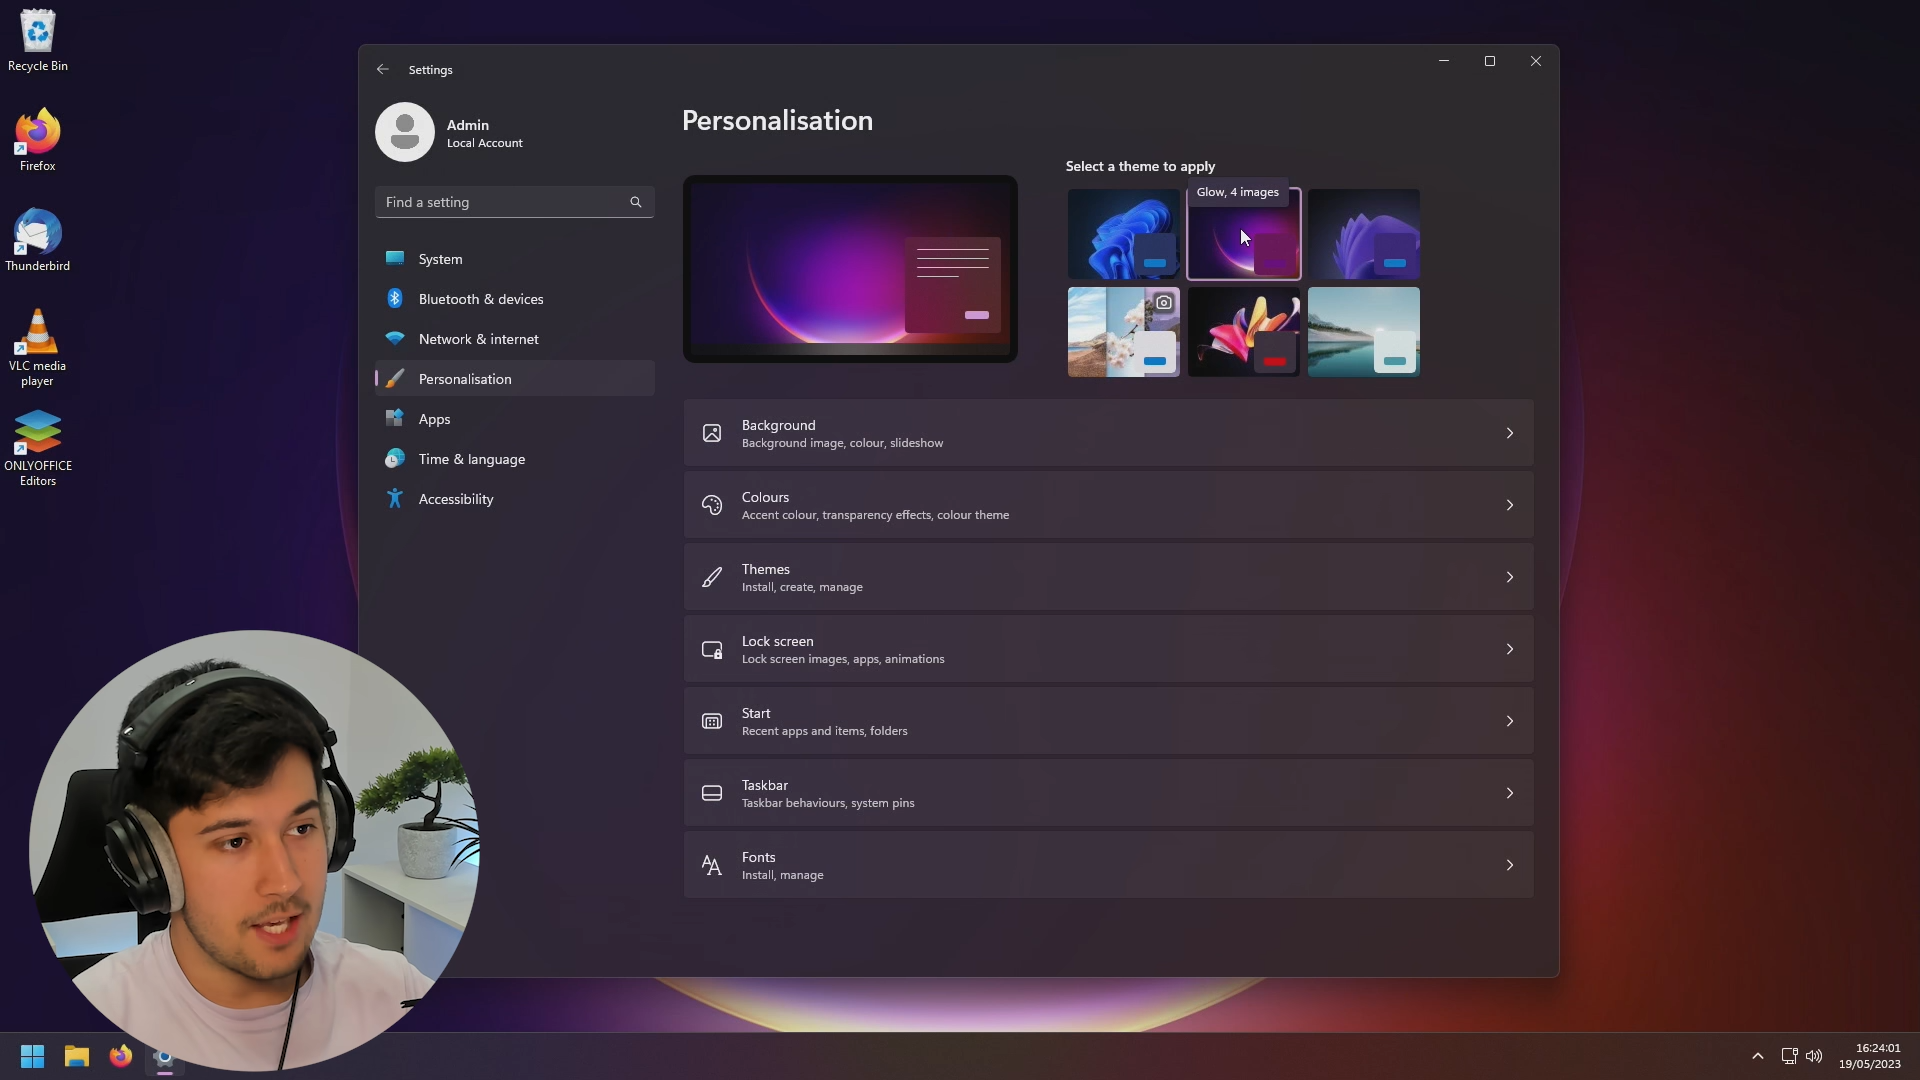 Recycle Bin
Firefox
Thunderbird
VLC media
player
ONLYOFFICE
Editors
Settings
Admin
Local Account
Find a setting
System
Bluetooth & devices
Network & internet
Personalisation
Apps
Time & language
Accessibility
Personalisation
Select a theme to apply
Glow, 4 images
Background
Background image, colour, slideshow
Colours
Accent colour, transparency effects, colour theme
Themes
Install, create, manage
Lock screen
Lock screen images, apps, animations
Start
Recent apps and items, folders
Taskbar
Taskbar behaviours, system pins
Fonts
Install, manage
16:24:01
19/05/2023